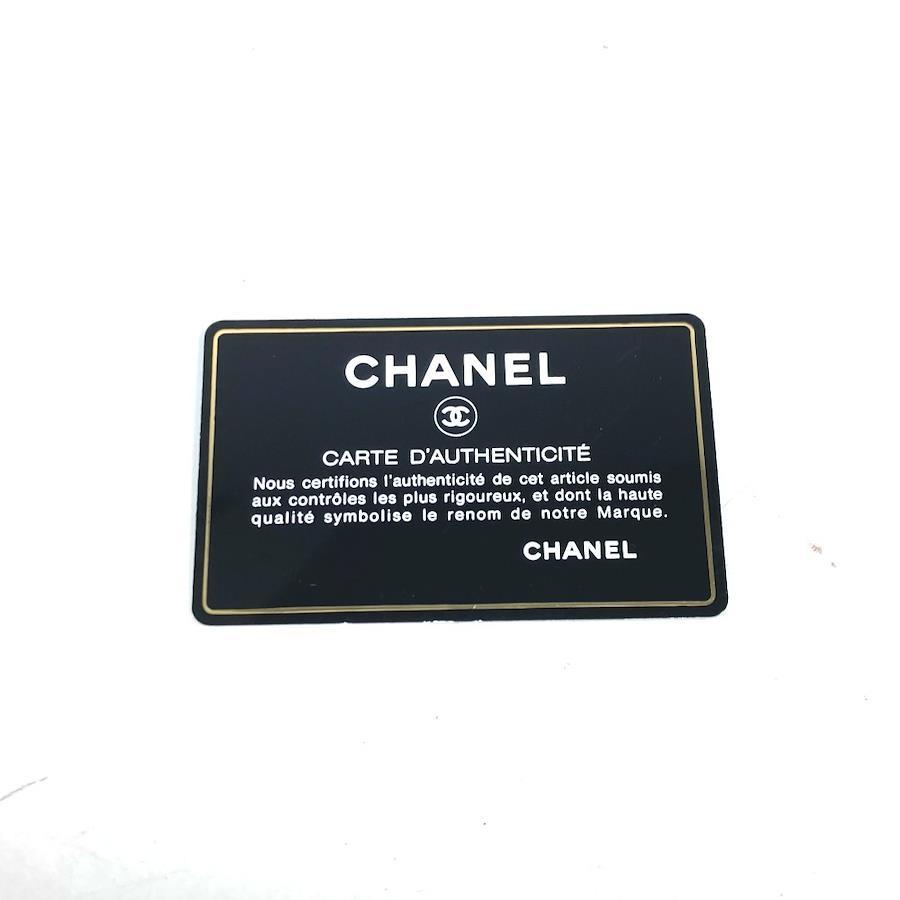 CHANEL
CARTE D'AUTHENTICITÉ
Nous certifions l'authenticité de cet article soumis
aux contrôles les plus rigoureux, et dont la haute
qualité symbolise le renom de notre Marque.
CHANEL